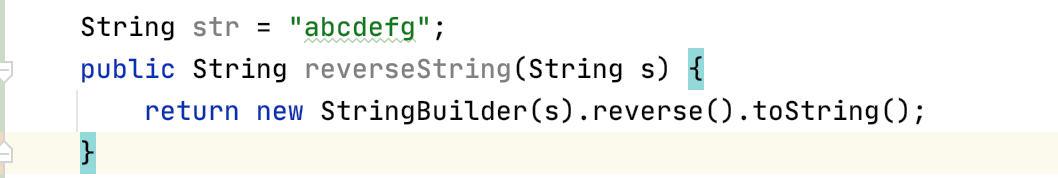 String str = "abcdefg";
public String reverseString(String s) {
    return new StringBuilder(s).reverse().toString();
}